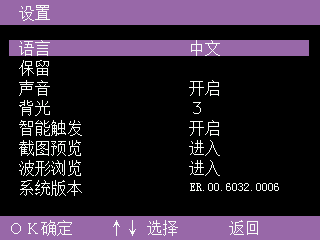 设置
语言 中文
保留
声音 开启
背光 3
智能触发 开启
截图预览 进入
波形浏览 进入
系统版本 ER.00.6032.0006
OK确定 ↑↓选择 返回